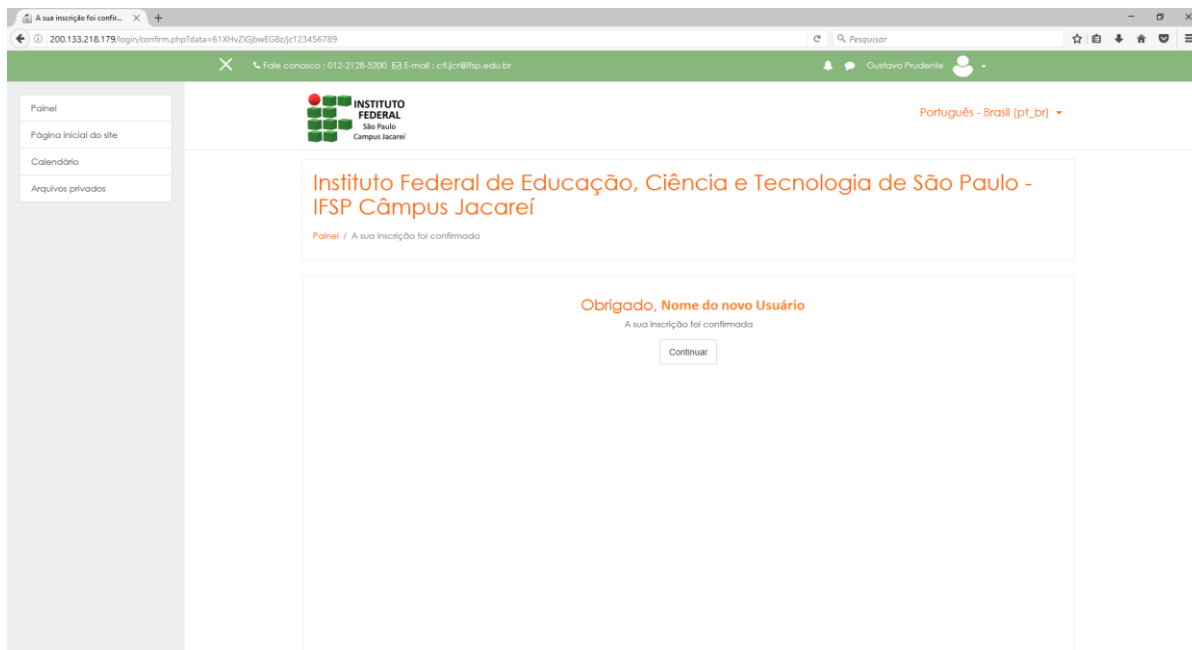 A sua inscrição foi confir...
200.133.218.179/login/confirm.php?data=61XHvZiGjbwEG8z/jc123456789
Pesquisar
Fale conosco : 012-2128-5200 E-mail : cti.jcr@ifsp.edu.br
Gustavo Prudente
Painel
Página inicial do site
Calendário
Arquivos privados
INSTITUTO
FEDERAL
São Paulo
Campus Jacareí
Português - Brasil (pt_br)
Instituto Federal de Educação, Ciência e Tecnologia de São Paulo -
IFSP Câmpus Jacareí
Painel / A sua inscrição foi confirmada
Obrigado, Nome do novo Usuário
A sua inscrição foi confirmada
Continuar